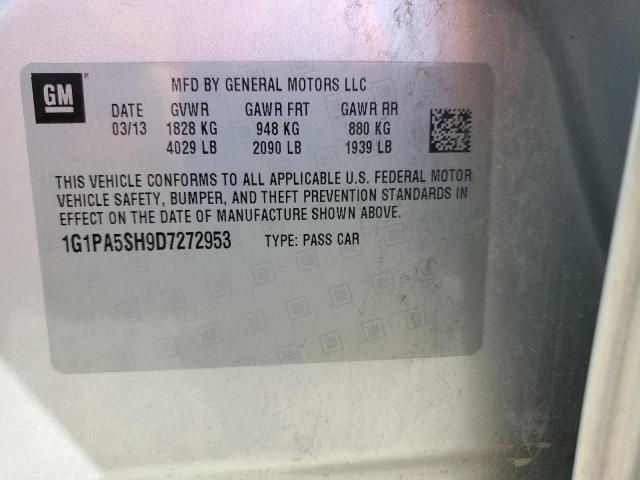 GM
MFD BY GENERAL MOTORS LLC
DATE GVWR GAWR FRT GAWR RR
03/13 1828 KG 948 KG 880 KG
4029 LB 2090 LB 1939 LB
THIS VEHICLE CONFORMS TO ALL APPLICABLE U.S. FEDERAL MOTOR
VEHICLE SAFETY, BUMPER, AND THEFT PREVENTION STANDARDS IN
EFFECT ON THE DATE OF MANUFACTURE SHOWN ABOVE.
1G1PA5SH9D7272953 TYPE: PASS CAR